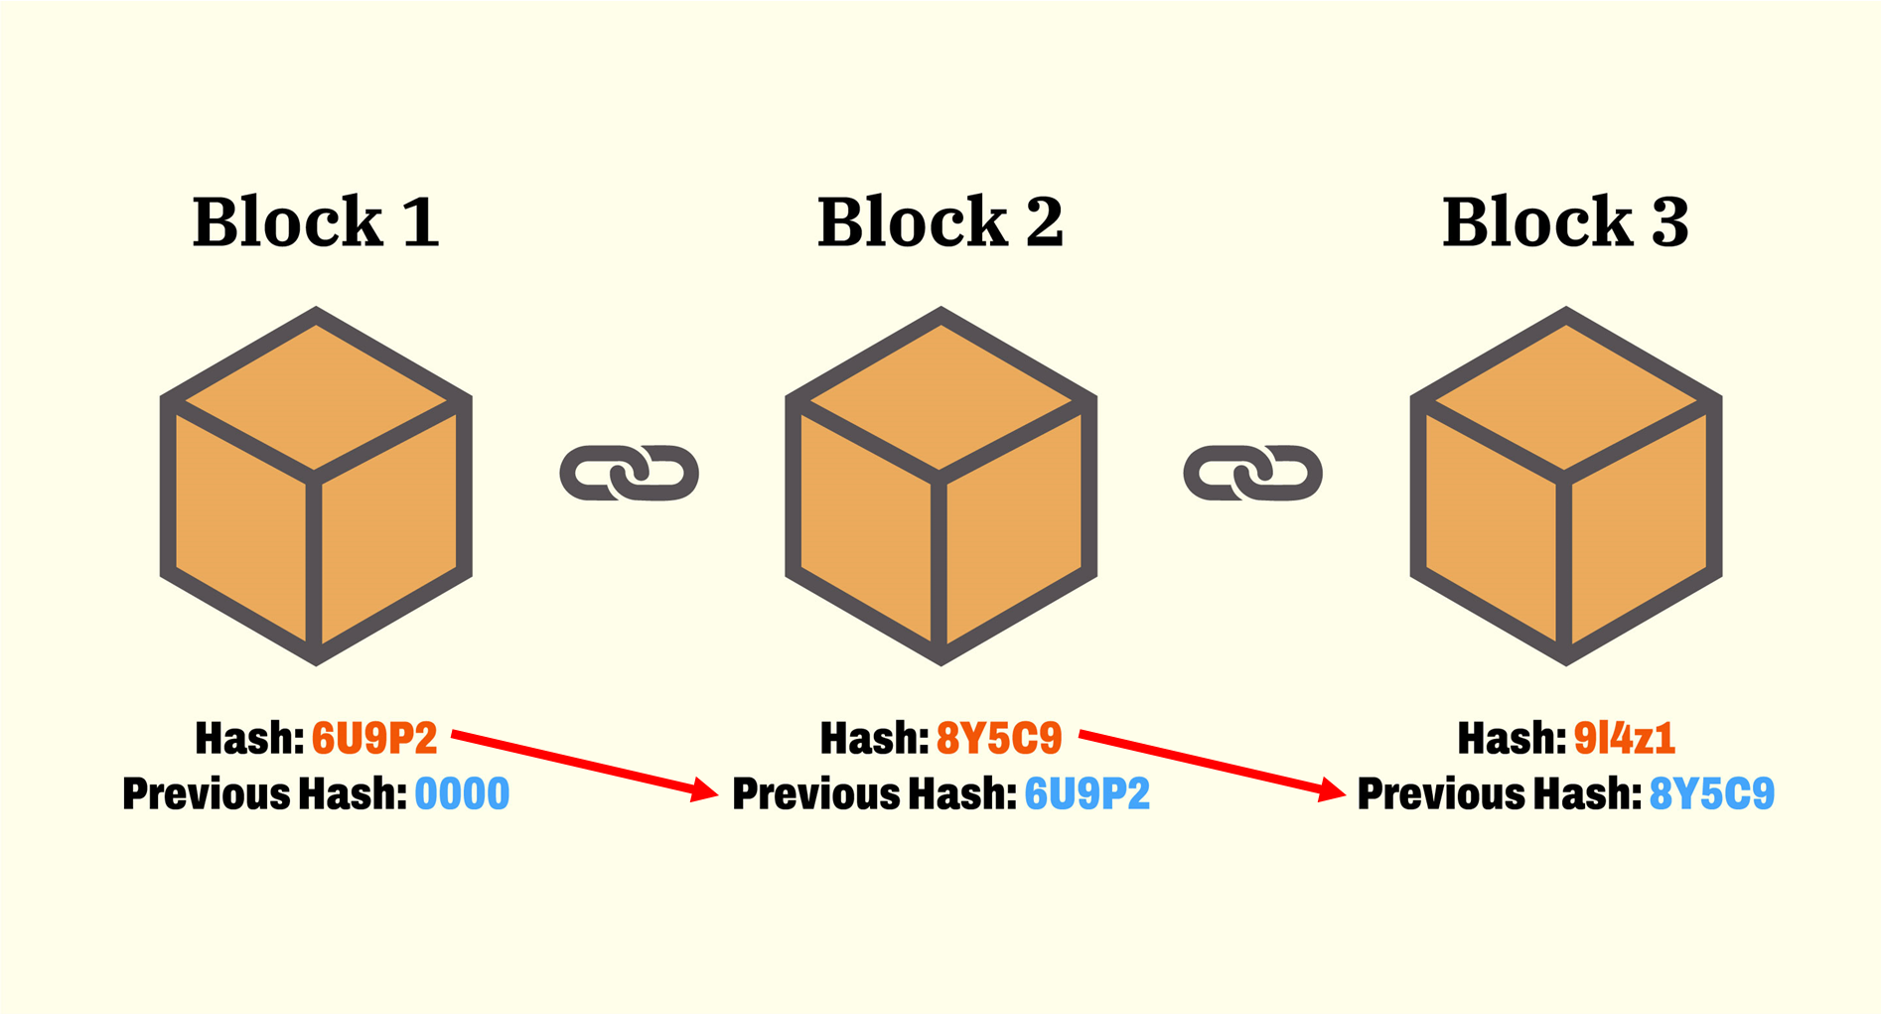 Block 1
Block 2
Block 3
Hash: 6U9P2
Previous Hash: 0000
Hash: 8Y5C9
Previous Hash: 6U9P2
Hash: 9l4z1
Previous Hash: 8Y5C9